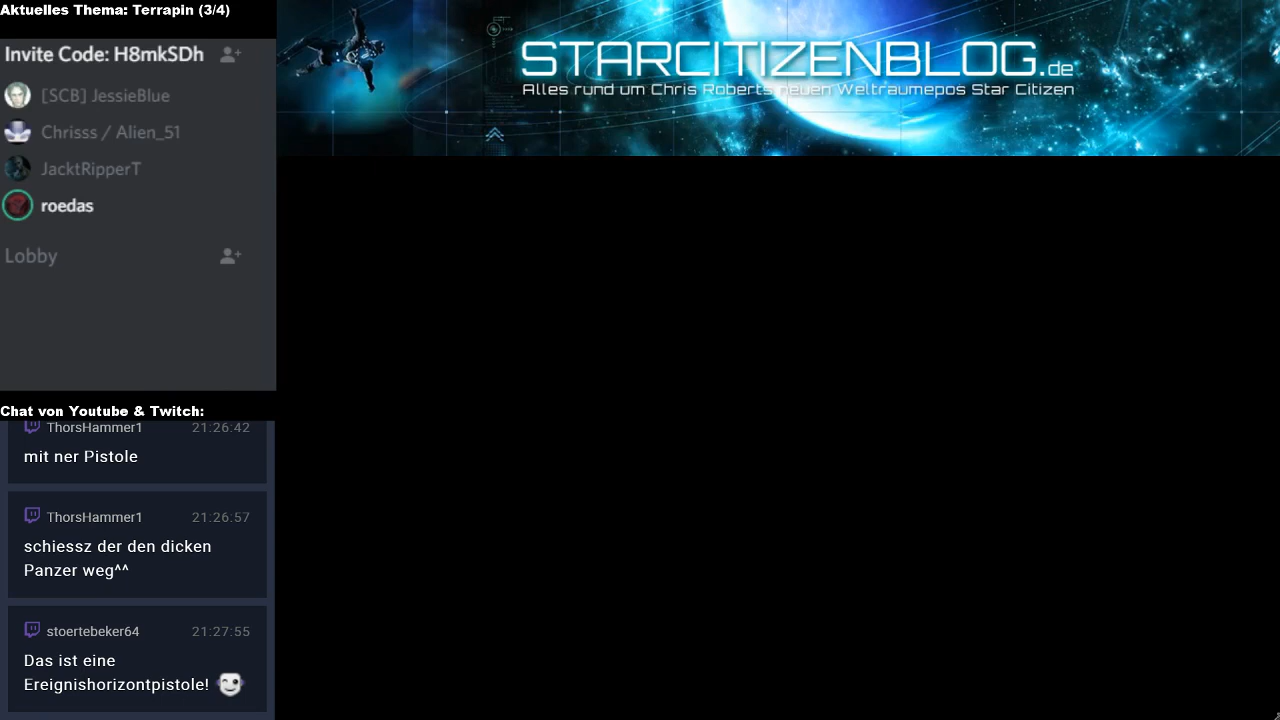 Aktuelles Thema: Terrapin (3/4)
Invite Code: H8mkSDh
[SCB] JessieBlue
Chrisss / Alien_51
JacktRipperT
roedas
Lobby
STARCITIZENBLOG.de
Alles rund um Chris Roberts neuen Weltraumepos Star Citizen
Chat von Youtube & Twitch:
ThorsHammer1 21:26:42
mit ner Pistole
ThorsHammer1 21:26:57
schiessz der den dicken
Panzer weg^^
stoertebeker64 21:27:55
Das ist eine
Ereignishorizontpistole!